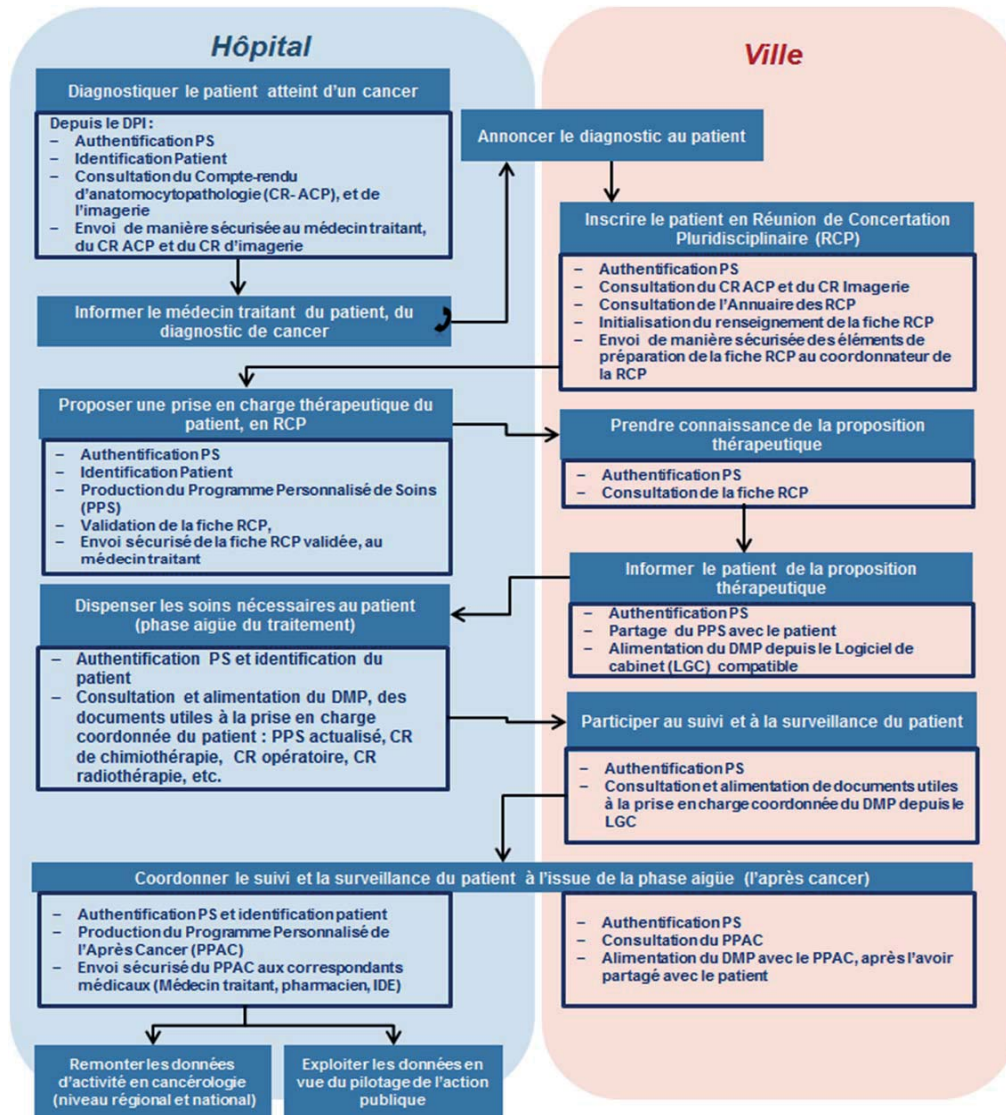 Hôpital
Ville
Diagnostiquer le patient atteint d'un cancer
Depuis le DPI :
– Authentification PS
– Identification Patient
– Consultation du Compte-rendu
d'anatomocytopathologie (CR- ACP), et de
l'imagerie
– Envoi de manière sécurisée au médecin traitant,
du CR ACP et du CR d'imagerie
Annoncer le diagnostic au patient
Informer le médecin traitant du patient, du
diagnostic de cancer
Inscrire le patient en Réunion de Concertation
Pluridisciplinaire (RCP)
– Authentification PS
– Consultation du CR ACP et du CR Imagerie
– Consultation de l'Annuaire des RCP
– Initialisation du renseignement de la fiche RCP
– Envoi de manière sécurisée des éléments de
préparation de la fiche RCP au coordonnateur de
la RCP
Proposer une prise en charge thérapeutique du
patient, en RCP
– Authentification PS
– Identification Patient
– Production du Programme Personnalisé de Soins
(PPS)
– Validation de la fiche RCP,
– Envoi sécurisé de la fiche RCP validée, au
médecin traitant
Prendre connaissance de la proposition
thérapeutique
– Authentification PS
– Consultation de la fiche RCP
Informer le patient de la proposition
thérapeutique
– Authentification PS
– Partage du PPS avec le patient
– Alimentation du DMP depuis le Logiciel de
cabinet (LGC) compatible
Dispenser les soins nécessaires au patient
(phase aigüe du traitement)
– Authentification PS et identification du
patient
– Consultation et alimentation du DMP, des
documents utiles à la prise en charge
coordonnée du patient : PPS actualisé, CR
de chimiothérapie, CR opératoire, CR
radiothérapie, etc.
Participer au suivi et à la surveillance du patient
– Authentification PS
– Consultation et alimentation de documents utiles
à la prise en charge coordonnée du DMP depuis le
LGC
Coordonner le suivi et la surveillance du patient à l'issue de la phase aigüe (l'après cancer)
– Authentification PS et identification patient
– Production du Programme Personnalisé de
l'Après Cancer (PPAC)
– Envoi sécurisé du PPAC aux correspondants
médicaux (Médecin traitant, pharmacien, IDE)
– Authentification PS
– Consultation du PPAC
– Alimentation du DMP avec le PPAC, après l'avoir
partagé avec le patient
Remonter les données
d'activité en cancérologie
(niveau régional et national)
Exploiter les données en
vue du pilotage de l'action
publique